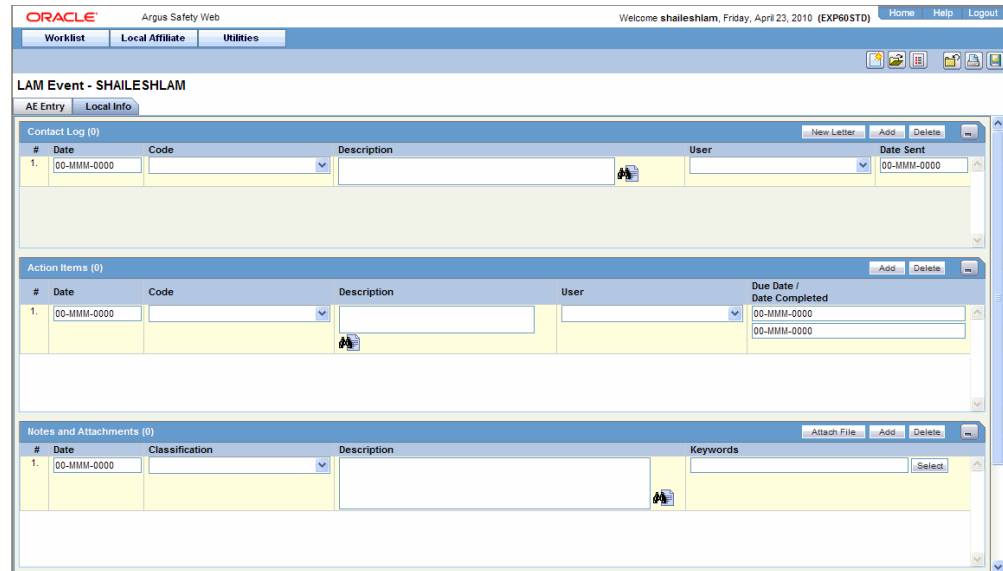 ORACLE Argus Safety Web Welcome shaileshlam, Friday, April 23, 2010 (EXP60STD) Home Help Logout
Worklist Local Affiliate Utilities
LAM Event - SHAILESHLAM
AE Entry Local Info
Contact Log (0) New Letter Add Delete
# Date Code Description User Date Sent
1. 00-MMM-0000 00-MMM-0000
Action Items (0) Add Delete
# Date Code Description User Due Date /
Date Completed
1. 00-MMM-0000 00-MMM-0000
00-MMM-0000
Notes and Attachments (0) Attach File Add Delete
# Date Classification Description Keywords
1. 00-MMM-0000 Select